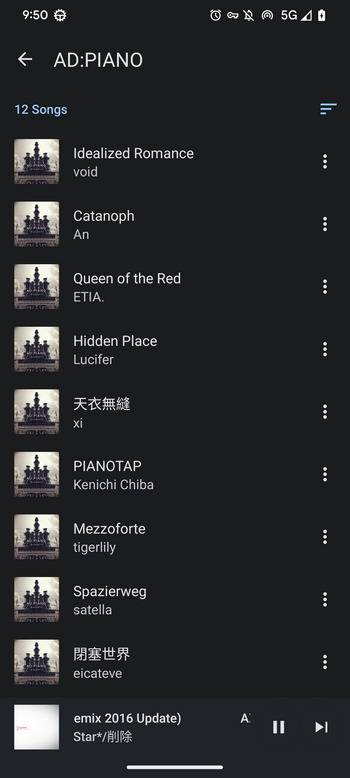 9:50
5G
AD:PIANO
12 Songs
Idealized Romance
void
Catanoph
An
Queen of the Red
ETIA.
Hidden Place
Lucifer
天衣無縫
xi
PIANOTAP
Kenichi Chiba
Mezzoforte
tigerlily
Spazierweg
satella
閉塞世界
eicateve
emix 2016 Update) A:
Star*/削除